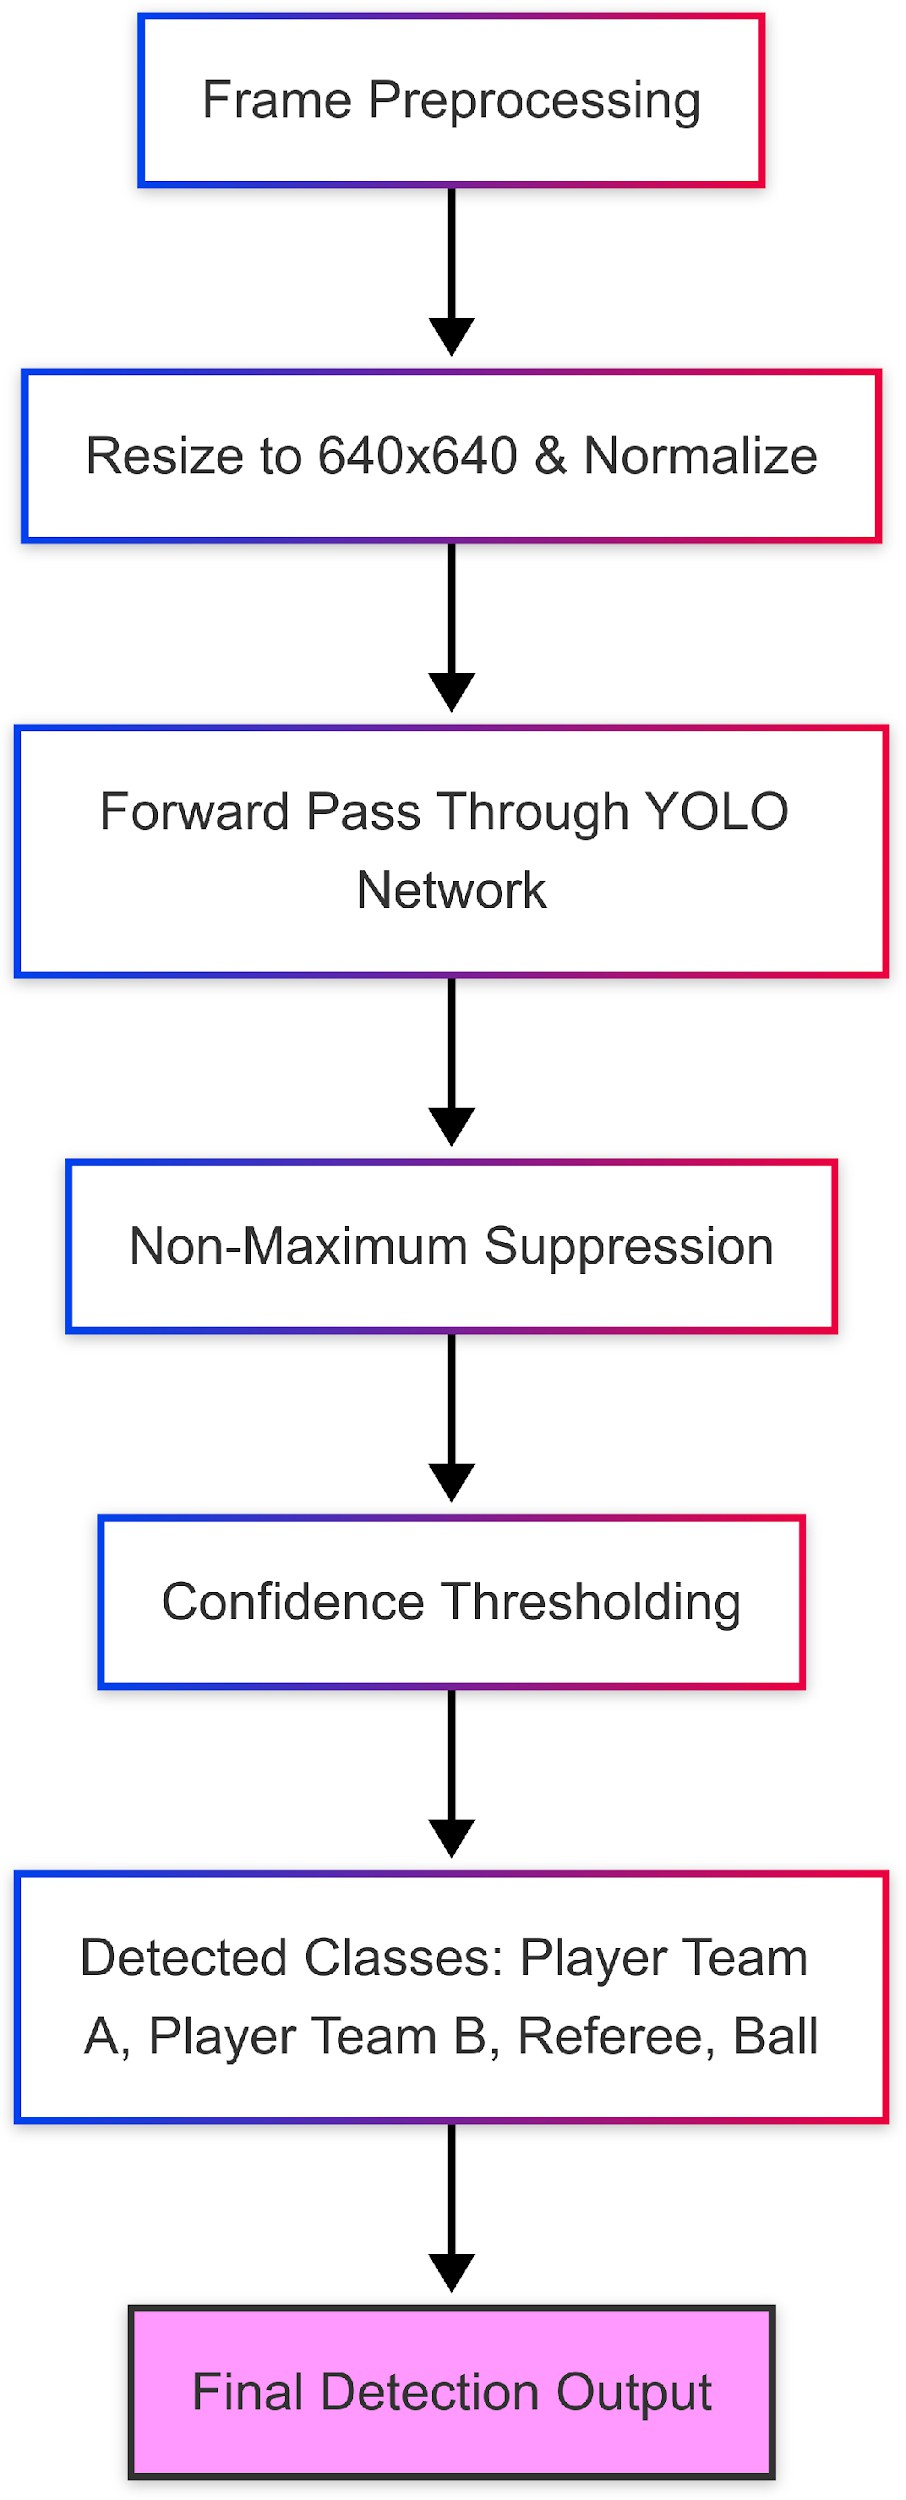 Frame Preprocessing
Resize to 640x640 & Normalize
Forward Pass Through YOLO
Network
Non-Maximum Suppression
Confidence Thresholding
Detected Classes: Player Team
A, Player Team B, Referee, Ball
Final Detection Output